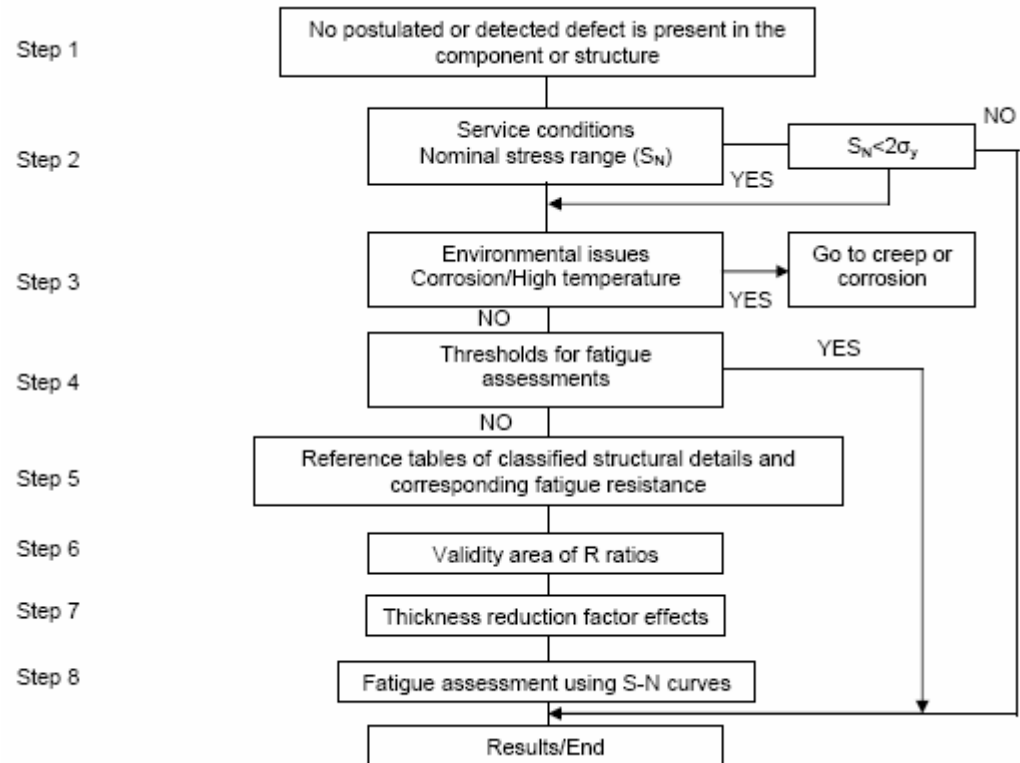 Step 1
No postulated or detected defect is present in the
component or structure
Step 2
Service conditions
Nominal stress range (S_N)
S_N<2σ_y
NO
YES
Step 3
Environmental issues
Corrosion/High temperature
Go to creep or
corrosion
YES
NO
Step 4
Thresholds for fatigue
assessments
YES
NO
Step 5
Reference tables of classified structural details and
corresponding fatigue resistance
Step 6
Validity area of R ratios
Step 7
Thickness reduction factor effects
Step 8
Fatigue assessment using S-N curves
Results/End